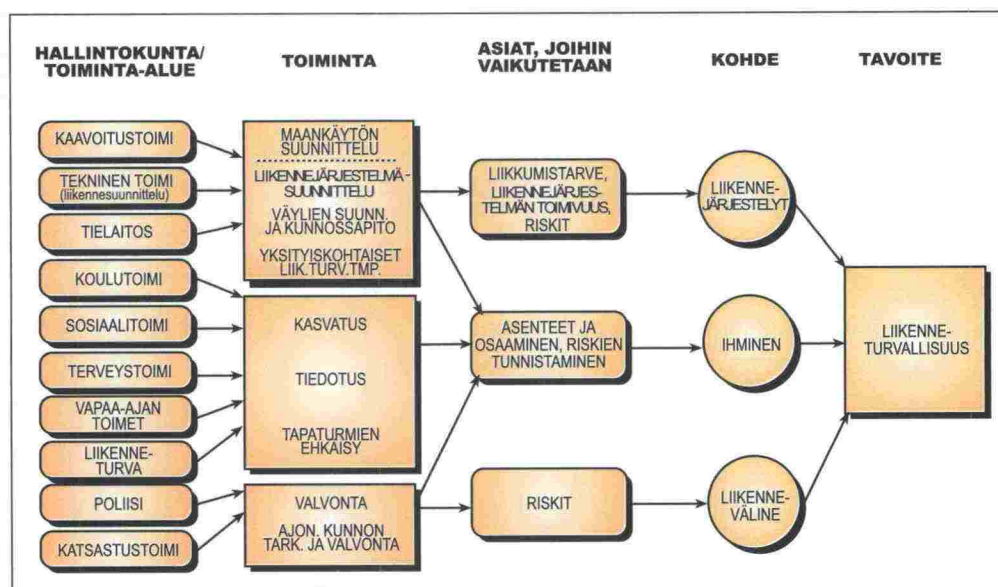 HALLINTOKUNTA/
TOIMINTA-ALUE
TOIMINTA
ASIAT, JOIHIN
VAIKUTETAAN
KOHDE
TAVOITE
KAAVOITUSTOIMI
TEKNINEN TOIMI
(liikennesuunnittelu)
TIELAITOS
KOULUTOIMI
SOSIAALITOIMI
TERVEYSTOIMI
VAPAA-AJAN
TOIMET
LIIKENNE-
TURVA
POLIISI
KATSASTUSTOIMI
MAANKÄYTÖN
SUUNNITTELU
LIIKENNEJÄRJESTELMÄ-
SUUNNITTELU
VÄYLIEN SUUNN.
JA KUNNOSSAPITO
YKSITYISKOHTAISET
LIIK.TURV.TMP.
KASVATUS
TIEDOTUS
TAPATURMIEN
EHKÄISY
VALVONTA
AJON. KUNNON
TARK. JA VALVONTA
LIIKKUMISTARVE,
LIIKENNEJÄRJES-
TELMÄN TOIMIVUUS,
RISKIT
ASENTEET JA
OSAAMINEN, RISKIEN
TUNNISTAMINEN
RISKIT
LIIKENNE-
JÄRJESTELYT
IHMINEN
LIIKENNE-
VÄLINE
LIIKENNE-
TURVALLISUUS